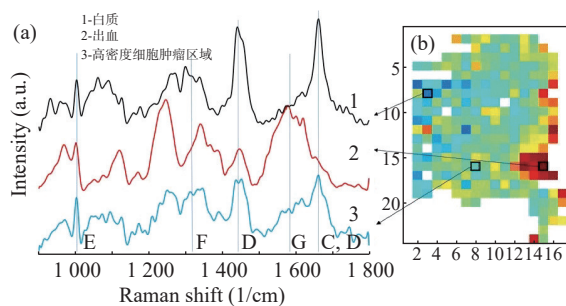 (a)
1-白质
2-出血
3-高密度细胞肿瘤区域
Intensity (a.u.)
1
2
3
E
F
D
G
C, D
1 000
1 200
1 400
1 600
1 800
Raman shift (1/cm)
(b)
5
10
15
20
2 4 6 8 10 12 14 16